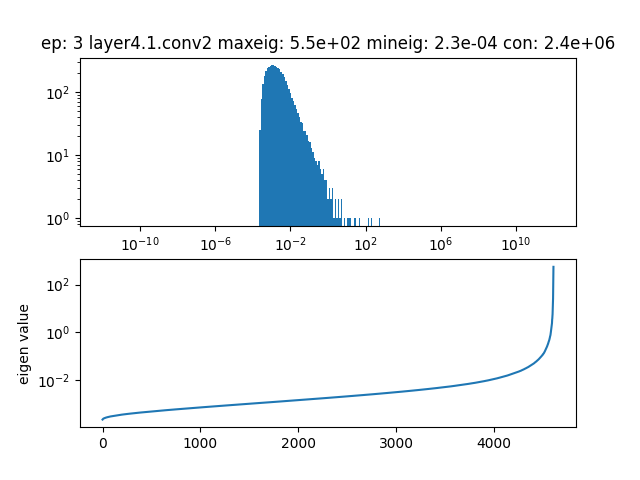 ep: 3 layer4.1.conv2 maxeig: 5.5e+02 mineig: 2.3e-04 con: 2.4e+06
10²
10¹
10⁰
10⁻¹⁰ 10⁻⁶ 10⁻² 10² 10⁶ 10¹⁰
eigen value
10²
10⁰
10⁻²
0 1000 2000 3000 4000